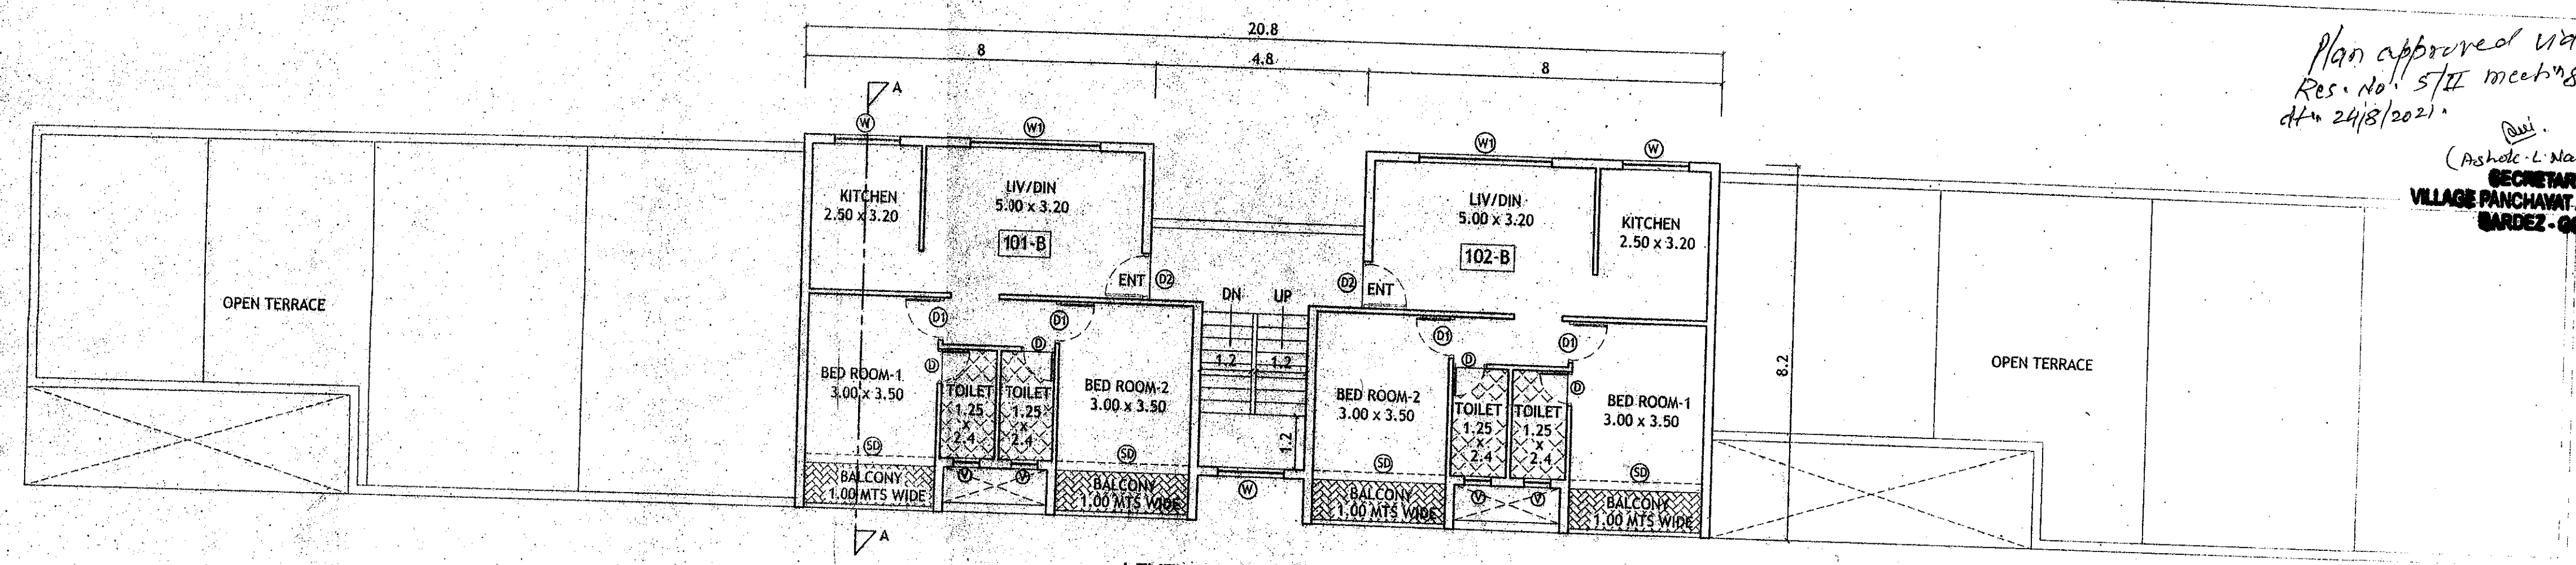 20.8
8
4.8
8
Plan approved via
Res. No. 5/II meeting
dtn 24/8/2021.
(Ashok. L. Na
SECRETAR
VILLAGE PANCHAYAT
BARDEZ - GO
A
W
W1
W1
W
KITCHEN
2.50 x 3.20
LIV/DIN
5.00 x 3.20
101-B
ENT
D2
LIV/DIN
5.00 x 3.20
102-B
D2
ENT
KITCHEN
2.50 x 3.20
OPEN TERRACE
DN
UP
1.2
1.2
1.2
D1
D1
D1
D1
D
D
D
D
8.2
OPEN TERRACE
BED ROOM-1
3.00 x 3.50
TOILET
1.25
x
2.4
TOILET
1.25
x
2.4
BED ROOM-2
3.00 x 3.50
BED ROOM-2
3.00 x 3.50
TOILET
1.25
x
2.4
TOILET
1.25
x
2.4
BED ROOM-1
3.00 x 3.50
SD
SD
SD
SD
BALCONY
1.00 MTS WIDE
V
V
BALCONY
1.00 MTS WIDE
W
BALCONY
1.00 MTS WIDE
V
V
BALCONY
1.00 MTS WIDE
A